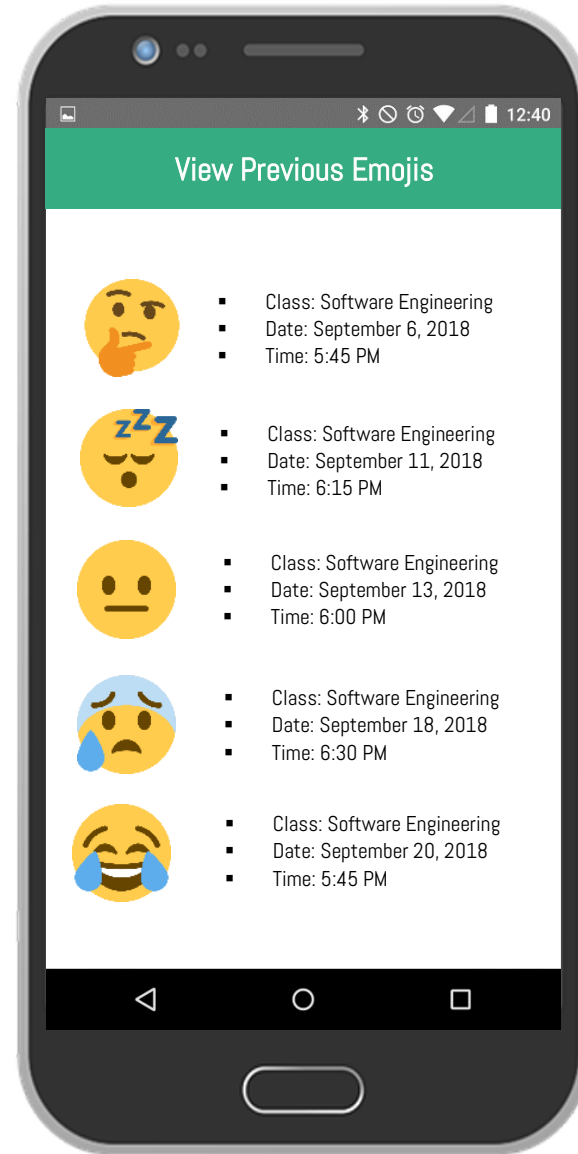 12:40
View Previous Emojis
▪ Class: Software Engineering
▪ Date: September 6, 2018
▪ Time: 5:45 PM
zzZ
▪ Class: Software Engineering
▪ Date: September 11, 2018
▪ Time: 6:15 PM
▪ Class: Software Engineering
▪ Date: September 13, 2018
▪ Time: 6:00 PM
▪ Class: Software Engineering
▪ Date: September 18, 2018
▪ Time: 6:30 PM
▪ Class: Software Engineering
▪ Date: September 20, 2018
▪ Time: 5:45 PM